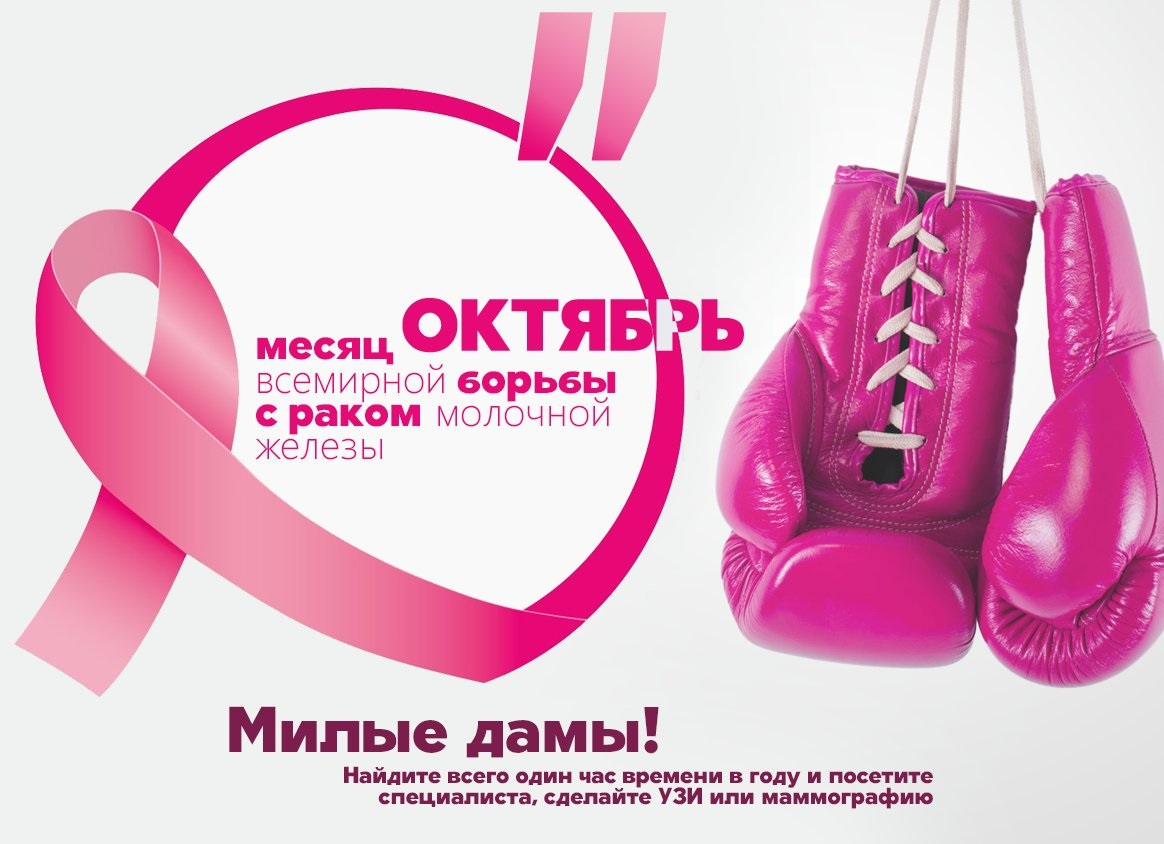 ОКТЯБРЬ
месяц
всемирной борьбы
с раком молочной
железы
Милые дамы!
Найдите всего один час времени в году и посетите
специалиста, сделайте УЗИ или маммографию